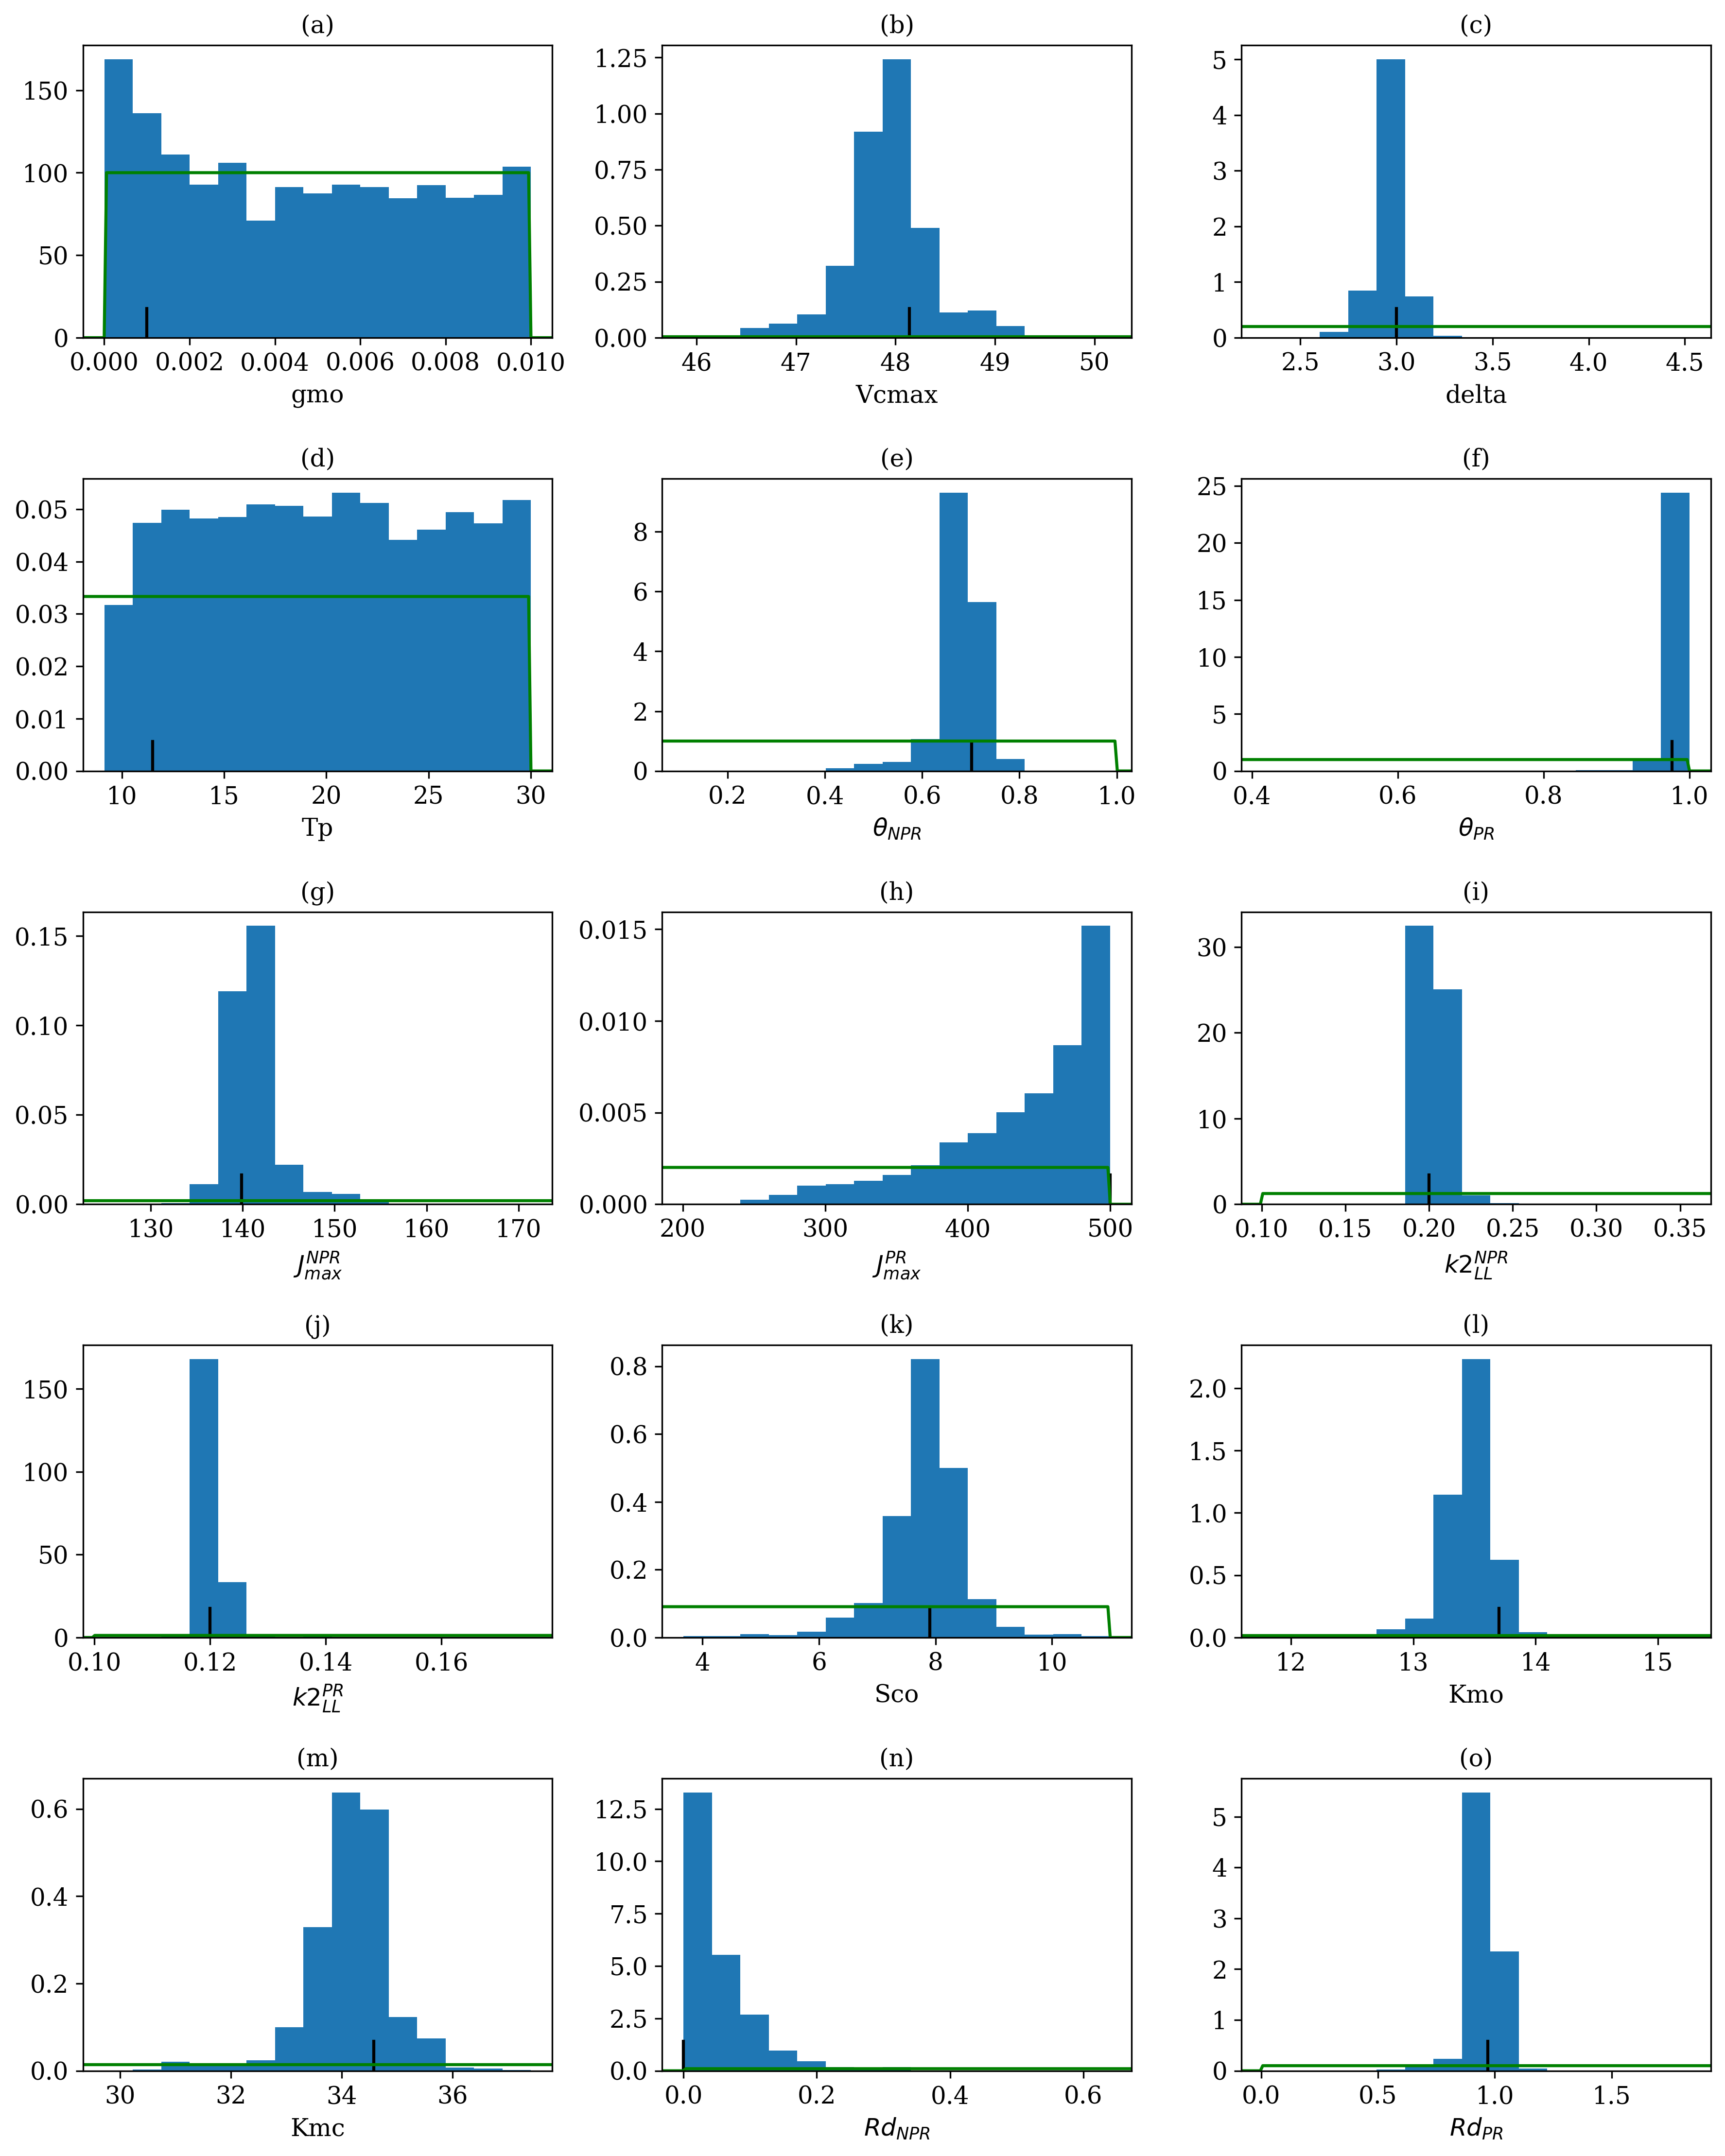 (a) (b) (c)
150 100 50 0
1.25 1.00 0.75 0.50 0.25 0.00
5 4 3 2 1 0
0.000 0.002 0.004 0.006 0.008 0.010
46 47 48 49 50
2.5 3.0 3.5 4.0 4.5
gmo Vcmax delta
(d) (e) (f)
0.05 0.04 0.03 0.02 0.01 0.00
8 6 4 2 0
25 20 15 10 5 0
10 15 20 25 30
0.2 0.4 0.6 0.8 1.0
0.4 0.6 0.8 1.0
Tp θNPR θPR
(g) (h) (i)
0.15 0.10 0.05 0.00
0.015 0.010 0.005 0.000
30 20 10 0
130 140 150 160 170
200 300 400 500
0.10 0.15 0.20 0.25 0.30 0.35
J^{NPR}_{max} J^{PR}_{max} k2^{NPR}_{LL}
(j) (k) (l)
150 100 50 0
0.8 0.6 0.4 0.2 0.0
2.0 1.5 1.0 0.5 0.0
0.10 0.12 0.14 0.16
4 6 8 10
12 13 14 15
k2^{PR}_{LL} Sco Kmo
(m) (n) (o)
0.6 0.4 0.2 0.0
12.5 10.0 7.5 5.0 2.5 0.0
5 4 3 2 1 0
30 32 34 36
0.0 0.2 0.4 0.6
0.0 0.5 1.0 1.5
Kmc RdNPR RdPR